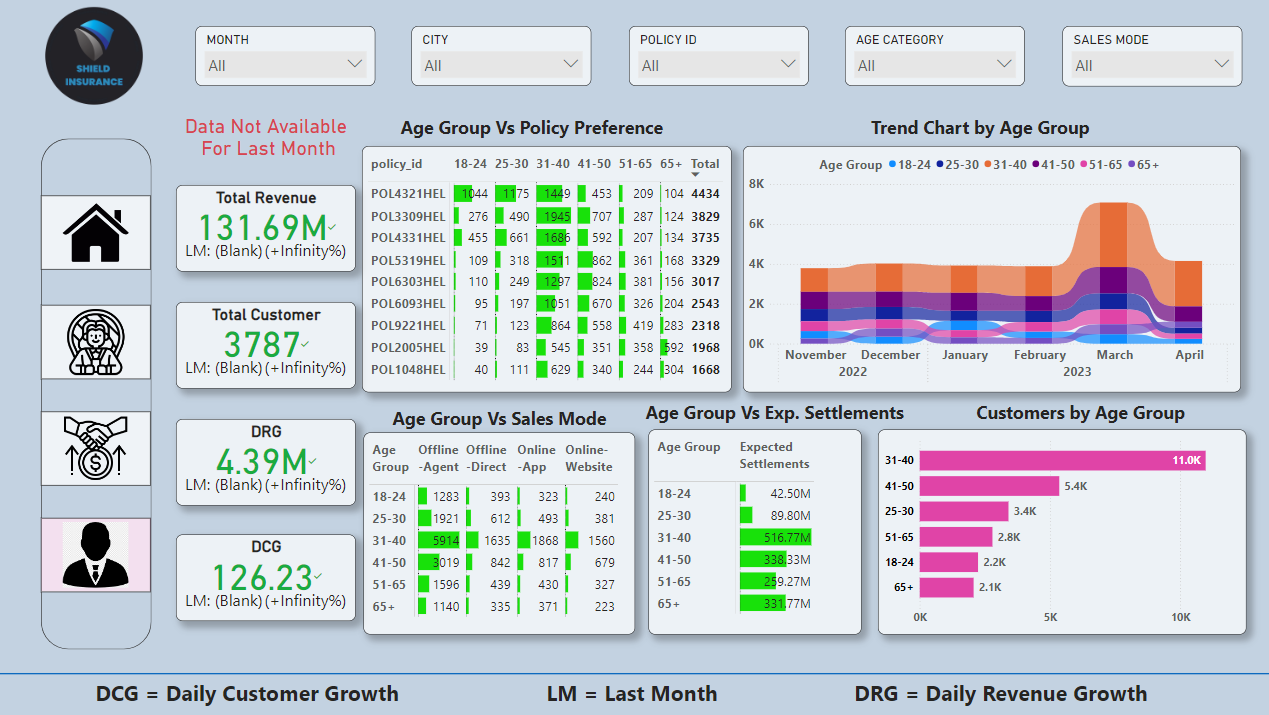 SHIELD
INSURANCE
MONTH
All
CITY
All
POLICY ID
All
AGE CATEGORY
All
SALES MODE
All
Data Not Available
For Last Month
Total Revenue
131.69M
LM: (Blank) (+Infinity%)
Total Customer
3787
LM: (Blank) (+Infinity%)
DRG
4.39M
LM: (Blank) (+Infinity%)
DCG
126.23
LM: (Blank) (+Infinity%)
Age Group Vs Policy Preference
policy_id 18-24 25-30 31-40 41-50 51-65 65+ Total
POL4321HEL 1044 1175 1449 453 209 104 4434
POL3309HEL 276 490 1945 707 287 124 3829
POL4331HEL 455 661 1686 592 207 134 3735
POL5319HEL 109 318 1511 862 361 168 3329
POL6303HEL 110 249 1297 824 381 156 3017
POL6093HEL 95 197 1051 670 326 204 2543
POL9221HEL 71 123 864 558 419 283 2318
POL2005HEL 39 83 545 351 358 592 1968
POL1048HEL 40 111 629 340 244 304 1668
Trend Chart by Age Group
Age Group 18-24 25-30 31-40 41-50 51-65 65+
8K
6K
4K
2K
0K
November December January February March April
2022 2023
Age Group Vs Sales Mode
Age Offline Offline Online Online-
Group -Agent -Direct -App Website
18-24 1283 393 323 240
25-30 1921 612 493 381
31-40 5914 1635 1868 1560
41-50 3019 842 817 679
51-65 1596 439 430 327
65+ 1140 335 371 223
Age Group Vs Exp. Settlements
Age Group Expected
Settlements
18-24 42.50M
25-30 89.80M
31-40 516.77M
41-50 338.33M
51-65 259.27M
65+ 331.77M
Customers by Age Group
31-40 11.0K
41-50 5.4K
25-30 3.4K
51-65 2.8K
18-24 2.2K
65+ 2.1K
0K 5K 10K
DCG = Daily Customer Growth
LM = Last Month
DRG = Daily Revenue Growth